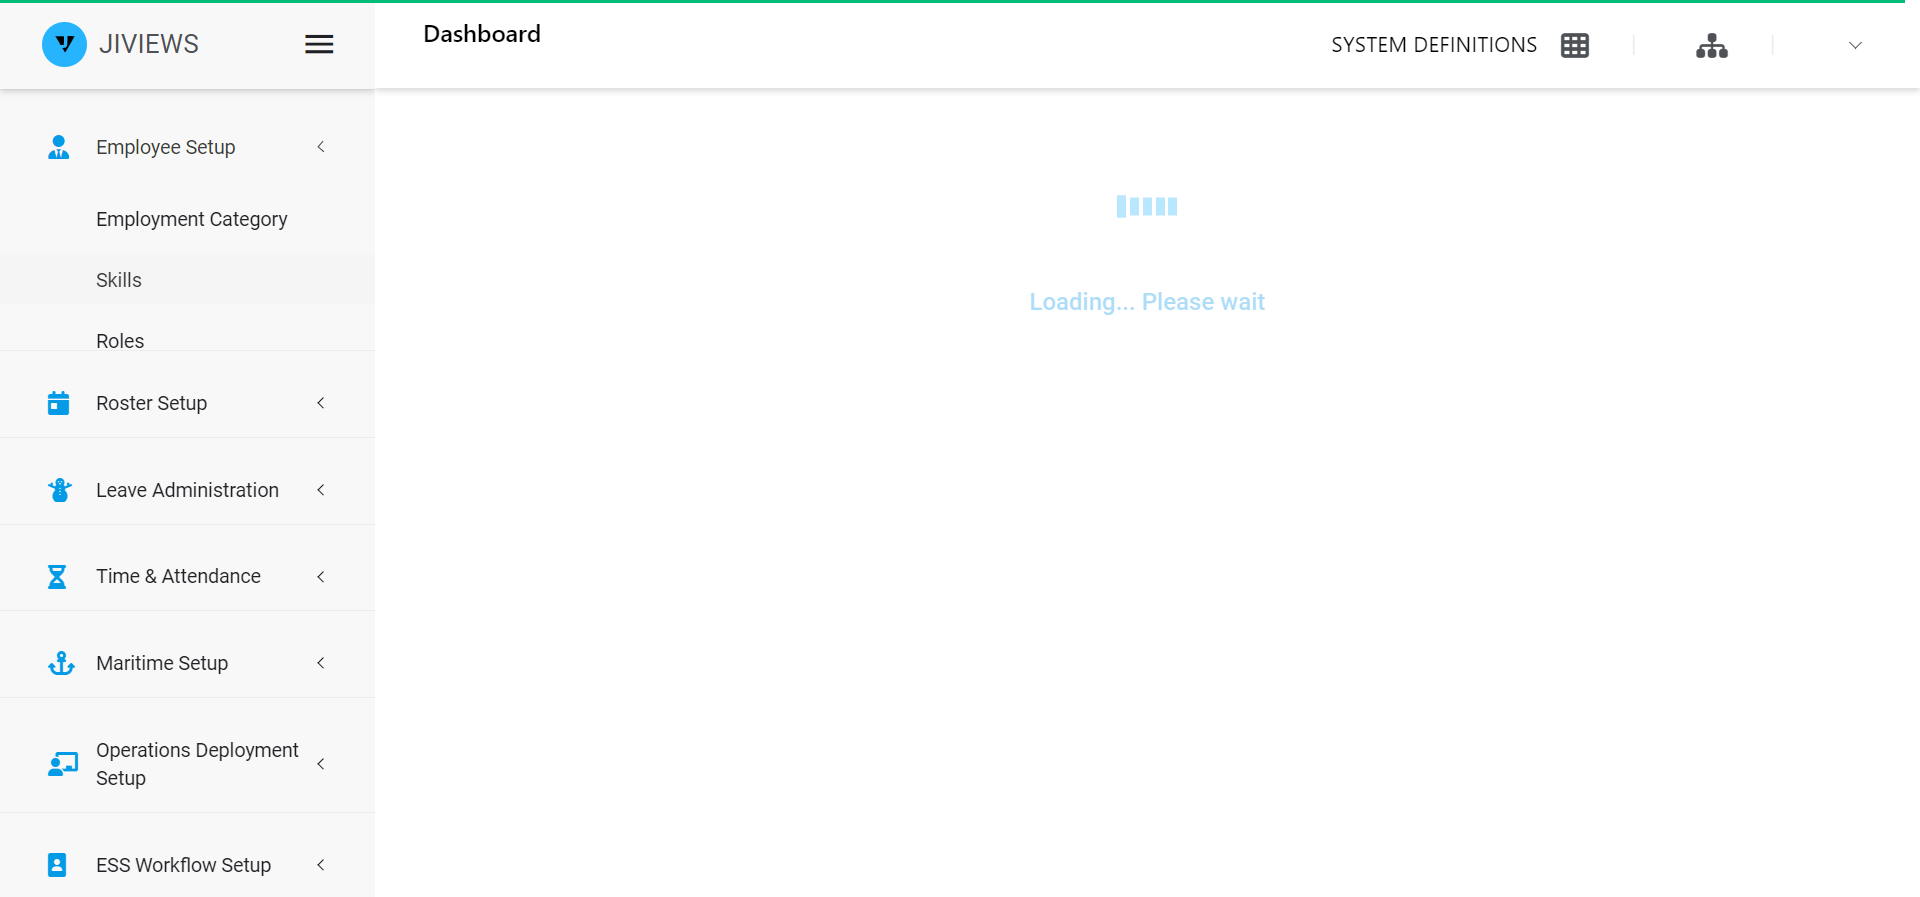 JIVIEWS
Dashboard
SYSTEM DEFINITIONS
Employee Setup
Employment Category
Skills
Roles
Roster Setup
Leave Administration
Time & Attendance
Maritime Setup
Operations Deployment
Setup
ESS Workflow Setup
Loading... Please wait